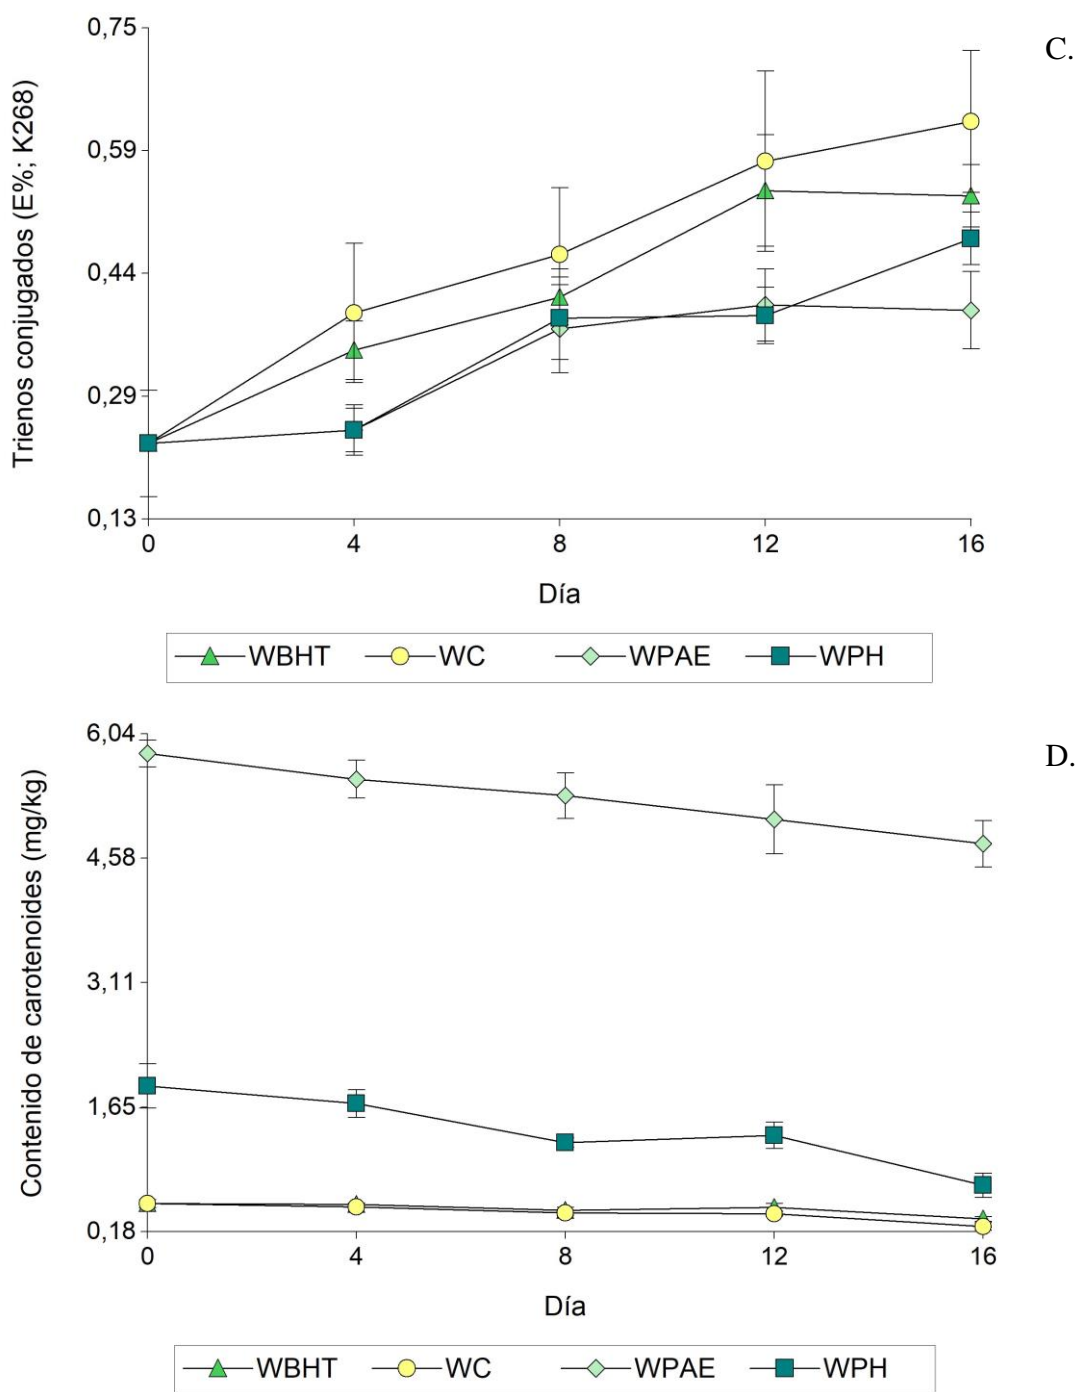 C.
Trienos conjugados (E%; K268)
0,75
0,59
0,44
0,29
0,13
0 4 8 12 16
Día
WBHT WC WPAE WPH
D.
Contenido de carotenoides (mg/kg)
6,04
4,58
3,11
1,65
0,18
0 4 8 12 16
Día
WBHT WC WPAE WPH